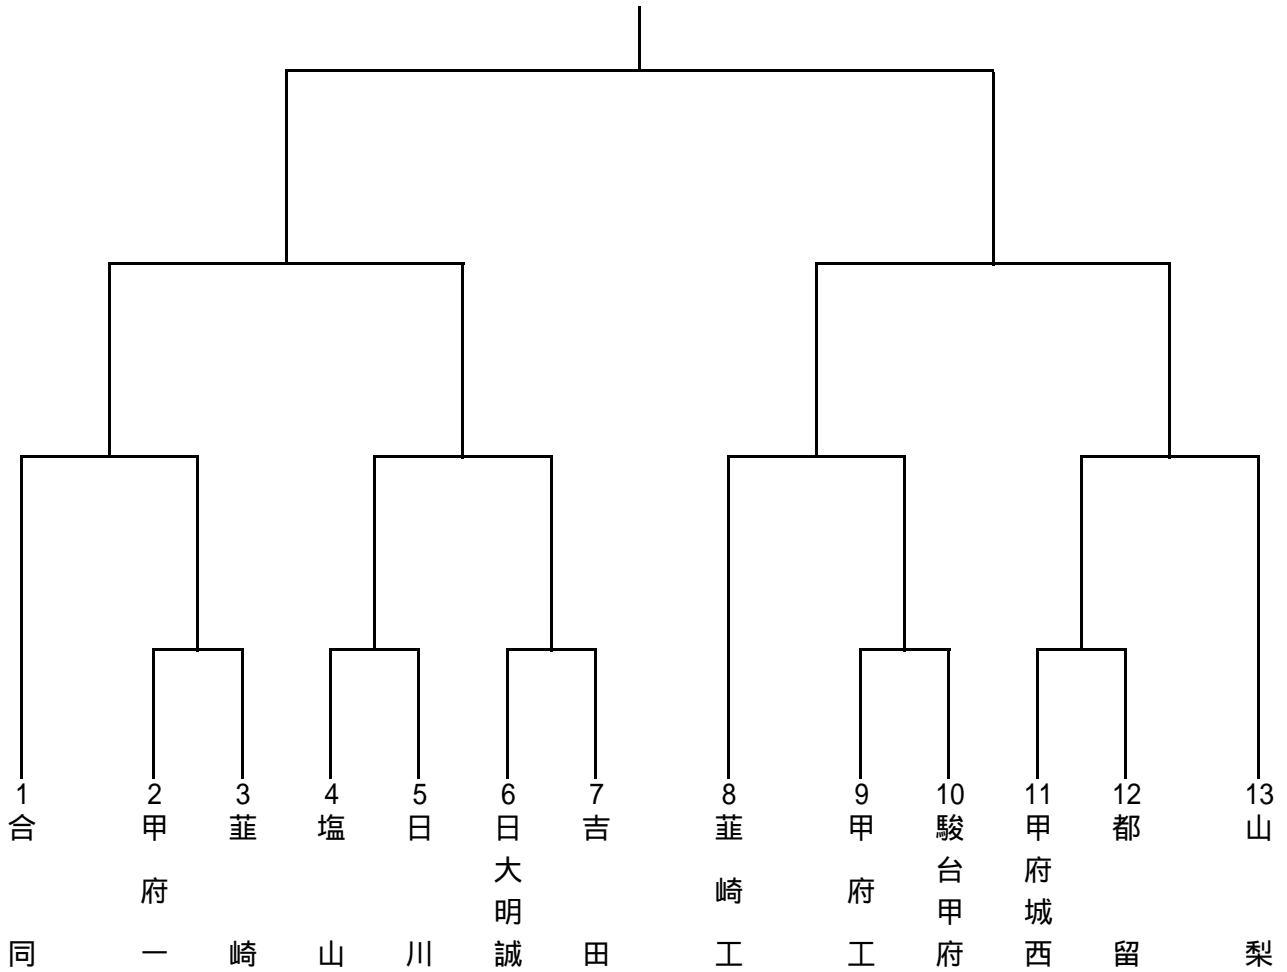 1 合同
2 甲府一
3 韮崎
4 塩山
5 日川
6 日大明誠
7 吉田
8 韮崎工
9 甲府工
10 駿台甲府
11 甲府城西
12 都留
13 山梨